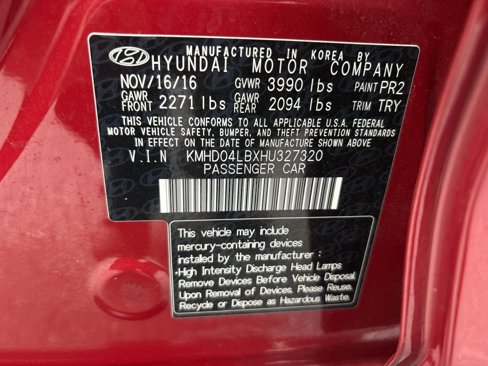 MANUFACTURED IN KOREA BY
HYUNDAI MOTOR COMPANY
NOV/16/16 GVWR 3990 lbs PAINT PR2
GAWR FRONT 2271 lbs GAWR REAR 2094 lbs TRIM TRY
THIS VEHICLE CONFORMS TO ALL APPLICABLE U.S.A. FEDERAL
MOTOR VEHICLE SAFETY, BUMPER, AND THEFT PREVENTION STANDARDS
IN EFFECT ON THE DATE OF MANUFACTURE SHOWN ABOVE.
V.I.N KMHD04LBXHU327320
PASSENGER CAR
This vehicle may include
mercury-containing devices
installed by the manufacturer :
•High Intensity Discharge Head Lamps
Remove Devices Before Vehicle Disposal.
Upon Removal of Devices, Please Reuse,
Recycle or Dispose as Hazardous Waste.